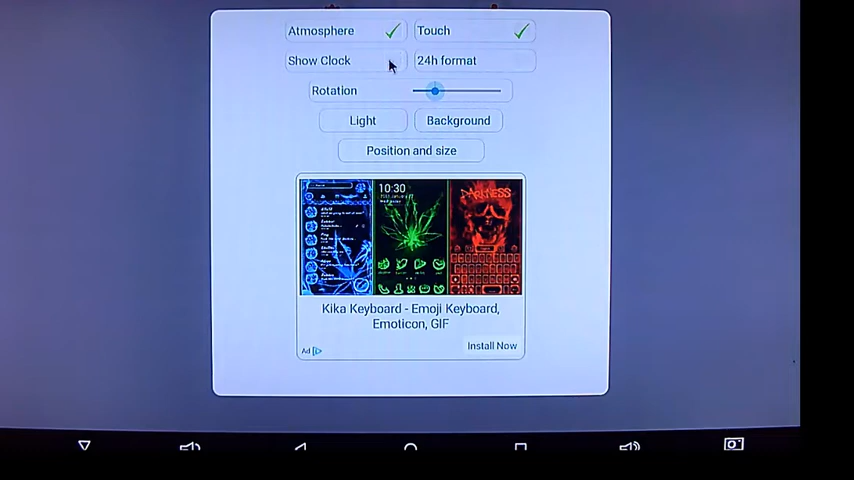 Atmosphere
Touch
Show Clock
24h format
Rotation
Light
Background
Position and size
10:30
DARKNESS
Kika Keyboard - Emoji Keyboard,
Emoticon, GIF
Ad
Install Now